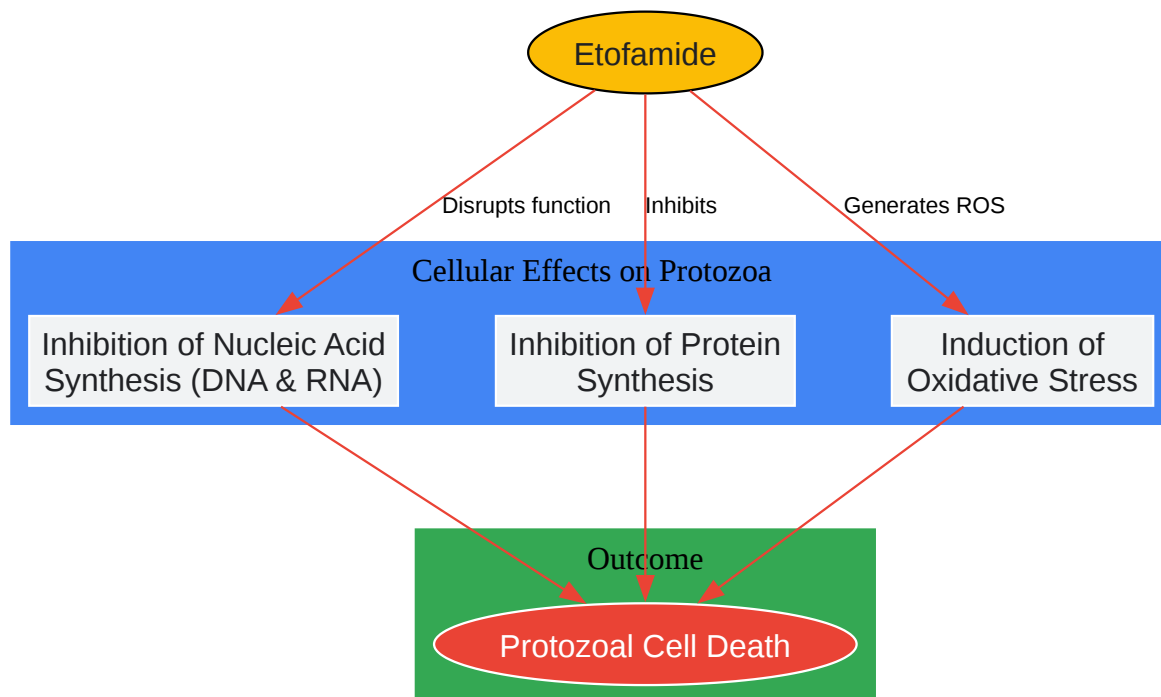 Etofamide
Disrupts function
Inhibits
Generates ROS
Cellular Effects on Protozoa
Inhibition of Nucleic Acid
Synthesis (DNA & RNA)
Inhibition of Protein
Synthesis
Induction of
Oxidative Stress
Outcome
Protozoal Cell Death